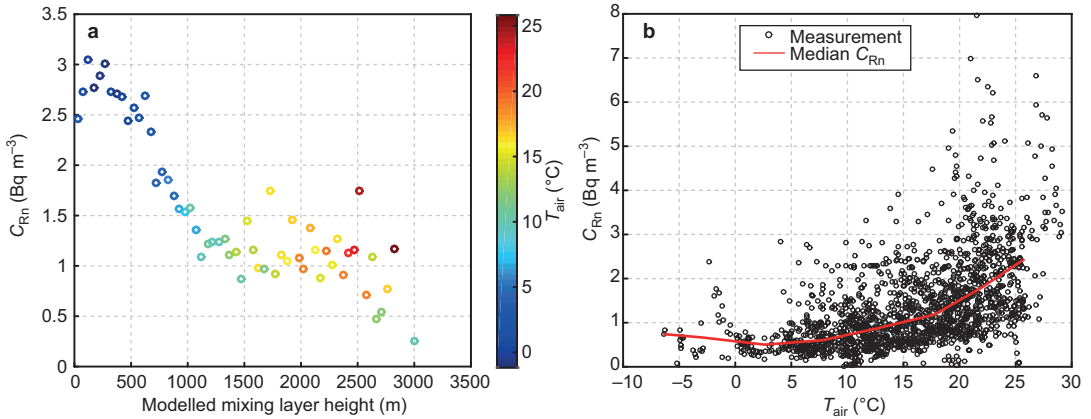 a
3.5
3
2.5
2
1.5
1
0.5
0
C_Rn (Bq m−3)
0 500 1000 1500 2000 2500 3000 3500
Modelled mixing layer height (m)
25
20
15
10
5
0
T_air (°C)
b
Measurement
Median C_Rn
8
7
6
5
4
3
2
1
0
C_Rn (Bq m−3)
−10 −5 0 5 10 15 20 25 30
T_air (°C)